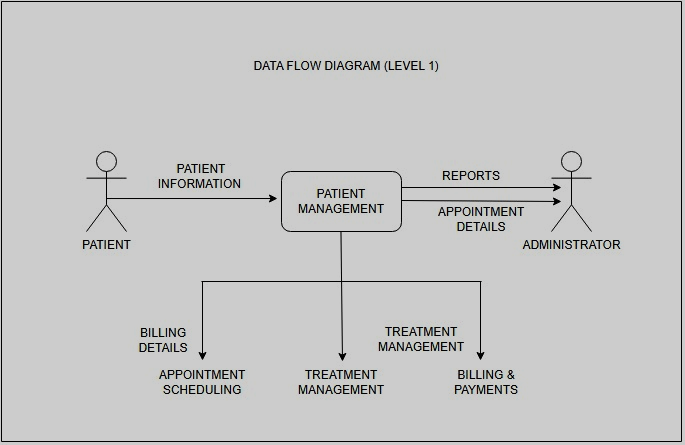 DATA FLOW DIAGRAM (LEVEL 1)
PATIENT
INFORMATION
PATIENT
MANAGEMENT
REPORTS
APPOINTMENT
DETAILS
PATIENT
ADMINISTRATOR
BILLING
DETAILS
TREATMENT
MANAGEMENT
APPOINTMENT
SCHEDULING
TREATMENT
MANAGEMENT
BILLING &
PAYMENTS